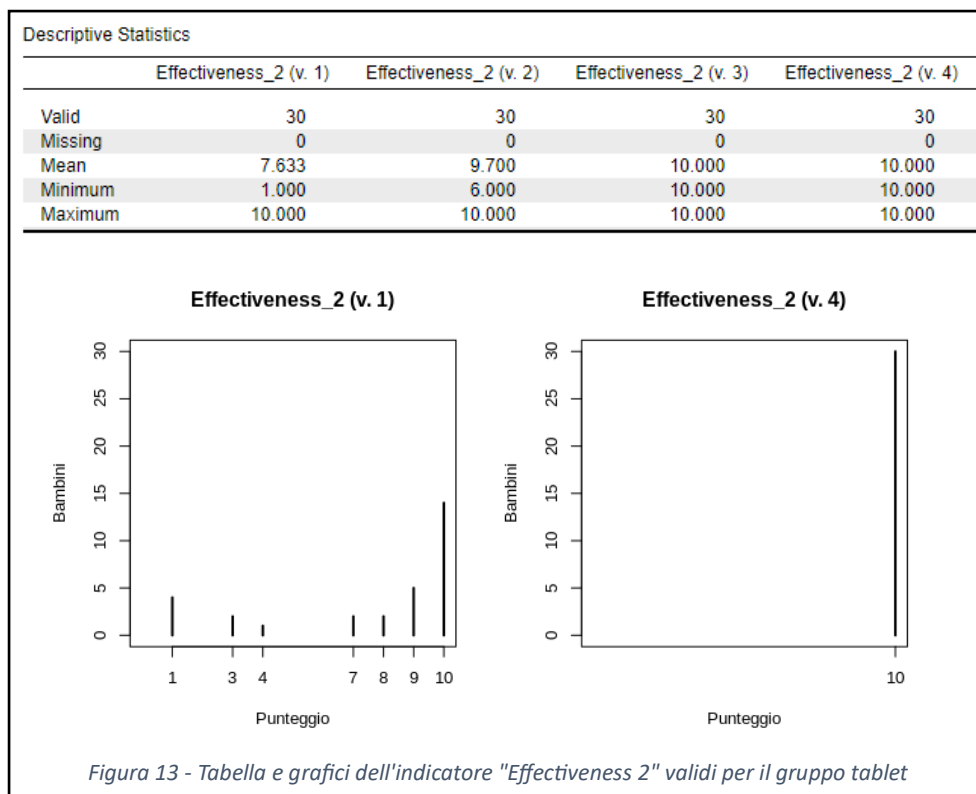 Descriptive Statistics
Effectiveness_2 (v. 1) Effectiveness_2 (v. 2) Effectiveness_2 (v. 3) Effectiveness_2 (v. 4)
Valid 30 30 30 30
Missing 0 0 0 0
Mean 7.633 9.700 10.000 10.000
Minimum 1.000 6.000 10.000 10.000
Maximum 10.000 10.000 10.000 10.000
Effectiveness_2 (v. 1)
30
25
20
15
10
5
0
Bambini
1 3 4 7 8 9 10
Punteggio
Effectiveness_2 (v. 4)
30
25
20
15
10
5
0
Bambini
10
Punteggio
Figura 13 - Tabella e grafici dell'indicatore "Effectiveness 2" validi per il gruppo tablet